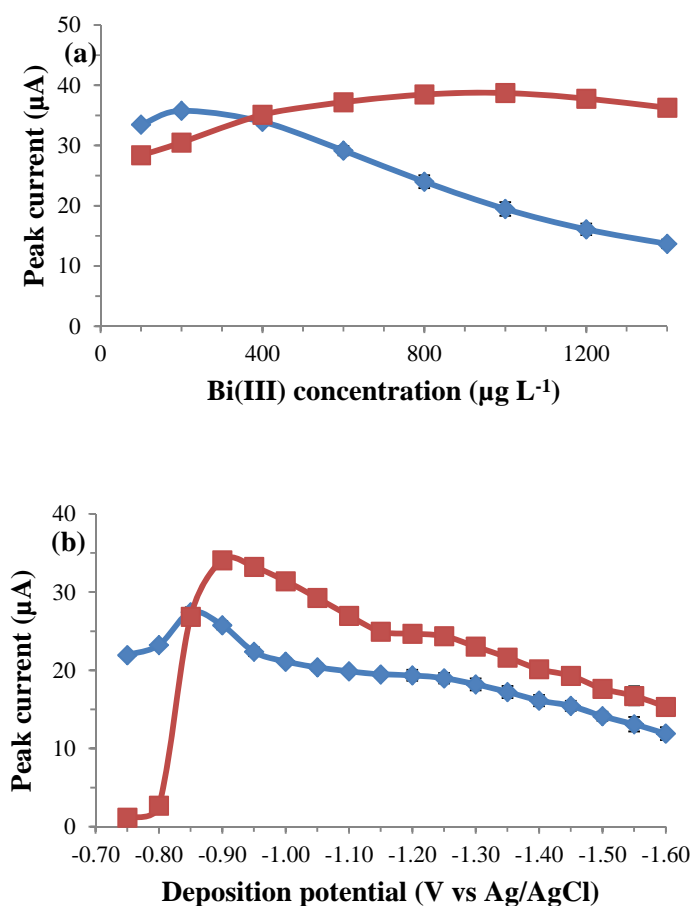 50
(a)
40
30
20
10
0
Peak current (µA)
0 400 800 1200
Bi(III) concentration (µg L-1)
40
(b)
30
20
10
0
Peak current (µA)
-0.70 -0.80 -0.90 -1.00 -1.10 -1.20 -1.30 -1.40 -1.50 -1.60
Deposition potential (V vs Ag/AgCl)